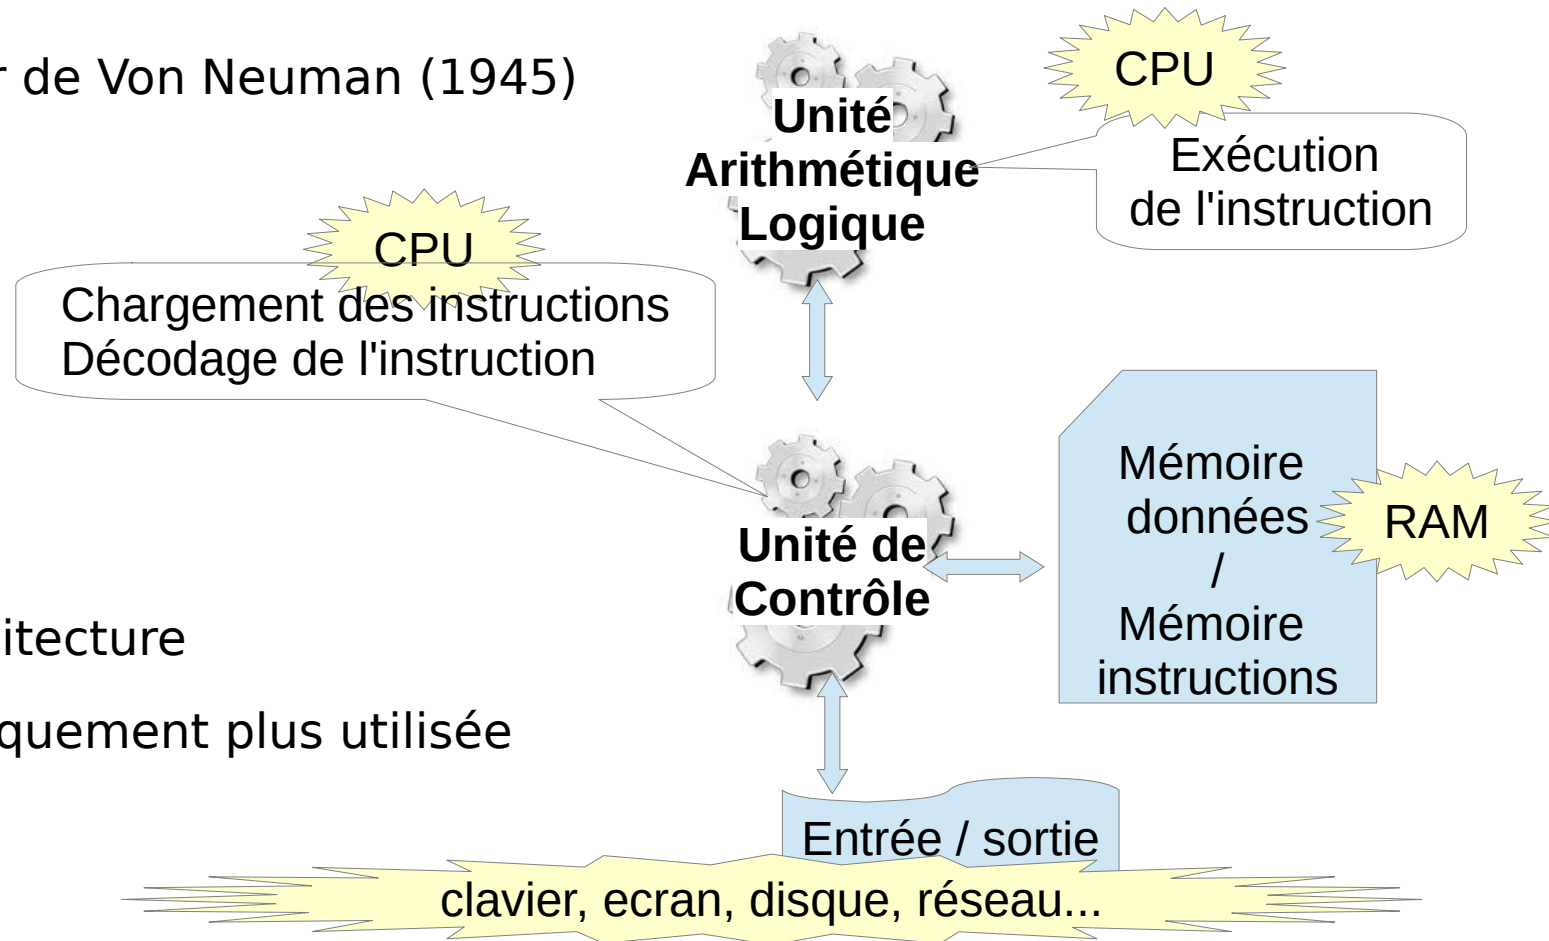 r de Von Neuman (1945)
CPU
Unité
Arithmétique
Logique
Exécution
de l'instruction
CPU
Chargement des instructions
Décodage de l'instruction
Mémoire
données
/
Mémoire
instructions
RAM
Unité de
Contrôle
itecture
quement plus utilisée
Entrée / sortie
clavier, ecran, disque, réseau...